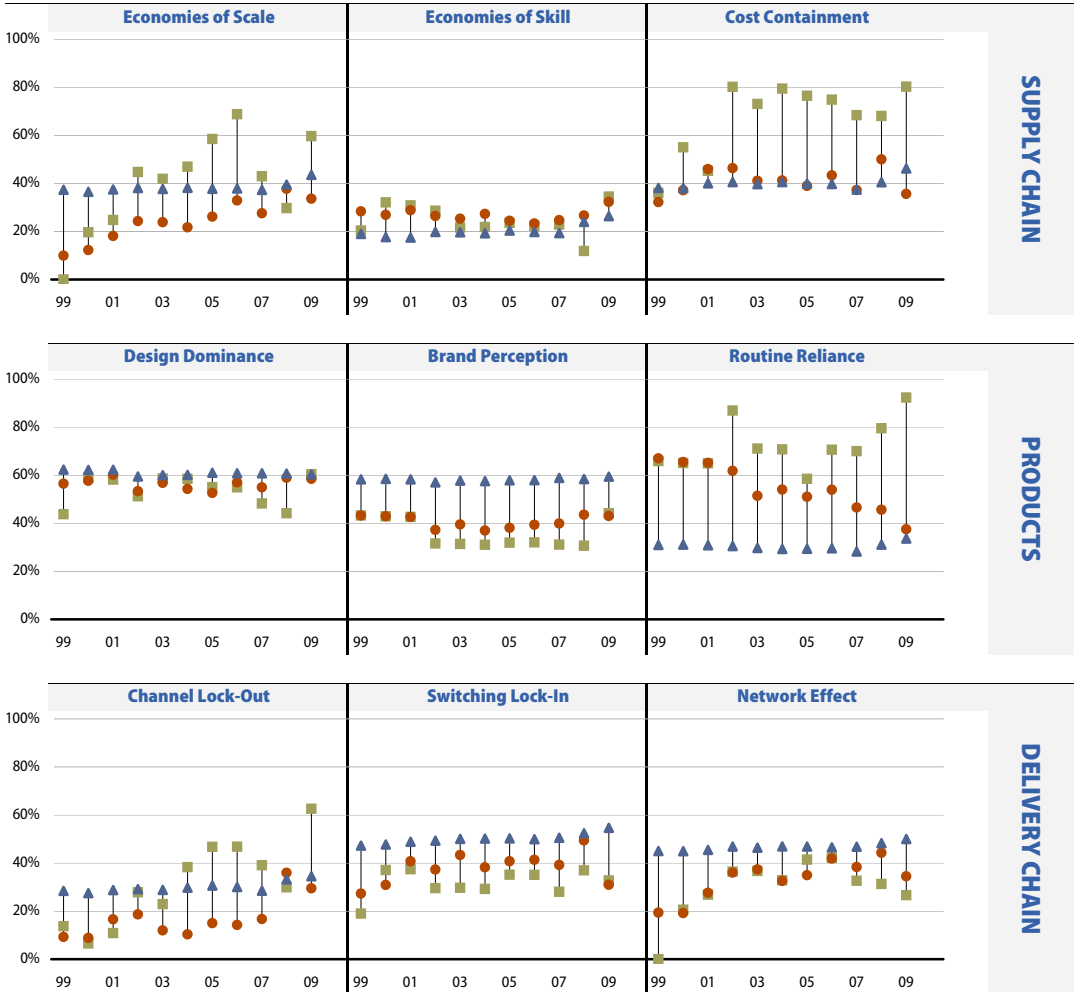 Economies of Scale Economies of Skill Cost Containment
100%
80%
60%
40%
20%
0%
99 01 03 05 07 09 99 01 03 05 07 09 99 01 03 05 07 09
SUPPLY CHAIN
Design Dominance Brand Perception Routine Reliance
100%
80%
60%
40%
20%
0%
99 01 03 05 07 09 99 01 03 05 07 09 99 01 03 05 07 09
PRODUCTS
Channel Lock-Out Switching Lock-In Network Effect
100%
80%
60%
40%
20%
0%
99 01 03 05 07 09 99 01 03 05 07 09 99 01 03 05 07 09
DELIVERY CHAIN